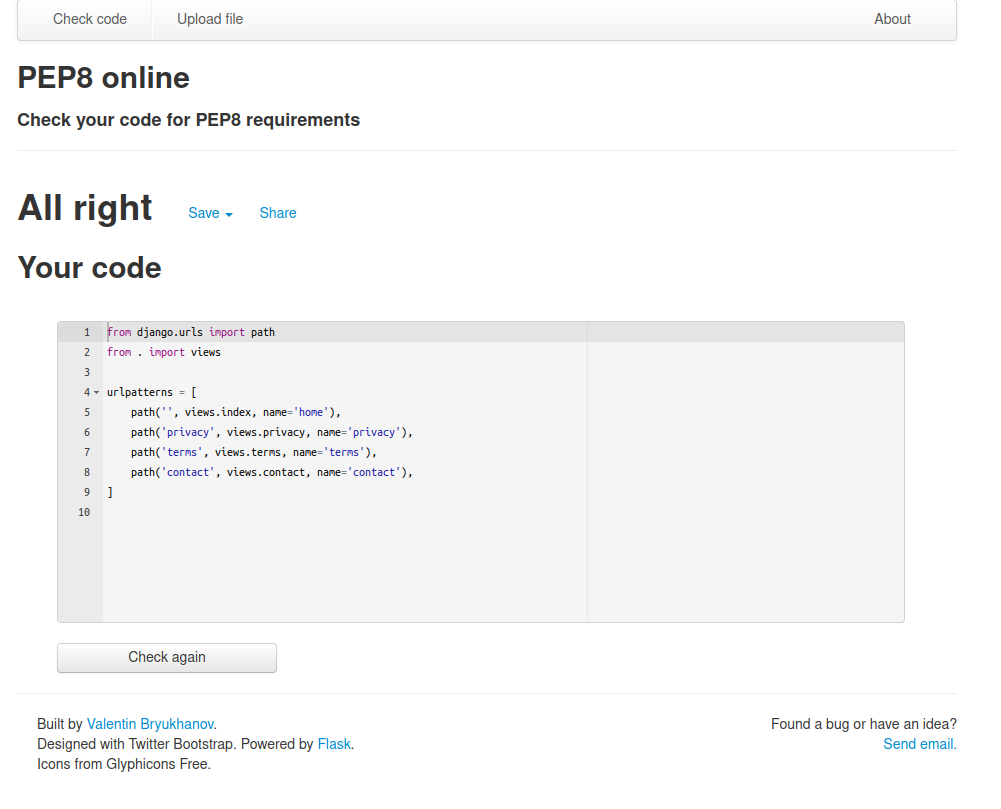 Check code Upload file About
PEP8 online
Check your code for PEP8 requirements
All right Save Share
Your code
1 from django.urls import path
2 from . import views
3
4 urlpatterns = [
5     path('', views.index, name='home'),
6     path('privacy', views.privacy, name='privacy'),
7     path('terms', views.terms, name='terms'),
8     path('contact', views.contact, name='contact'),
9 ]
10
Check again
Built by Valentin Bryukhanov. Found a bug or have an idea?
Designed with Twitter Bootstrap. Powered by Flask. Send email.
Icons from Glyphicons Free.